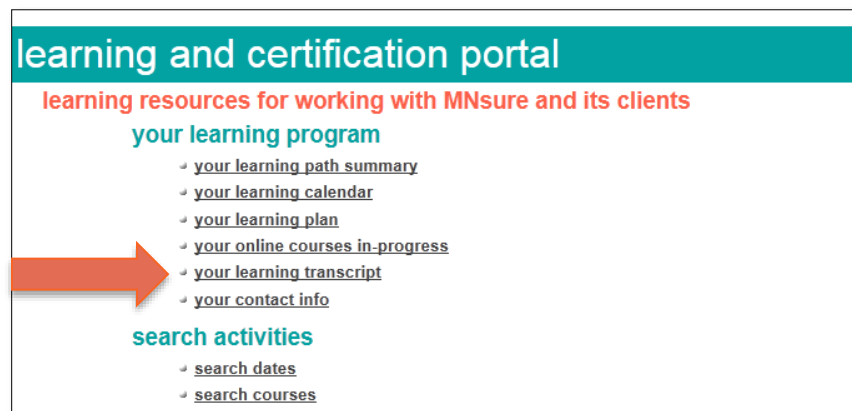 learning and certification portal
learning resources for working with MNsure and its clients
your learning program
your learning path summary
your learning calendar
your learning plan
your online courses in-progress
your learning transcript
your contact info
search activities
search dates
search courses